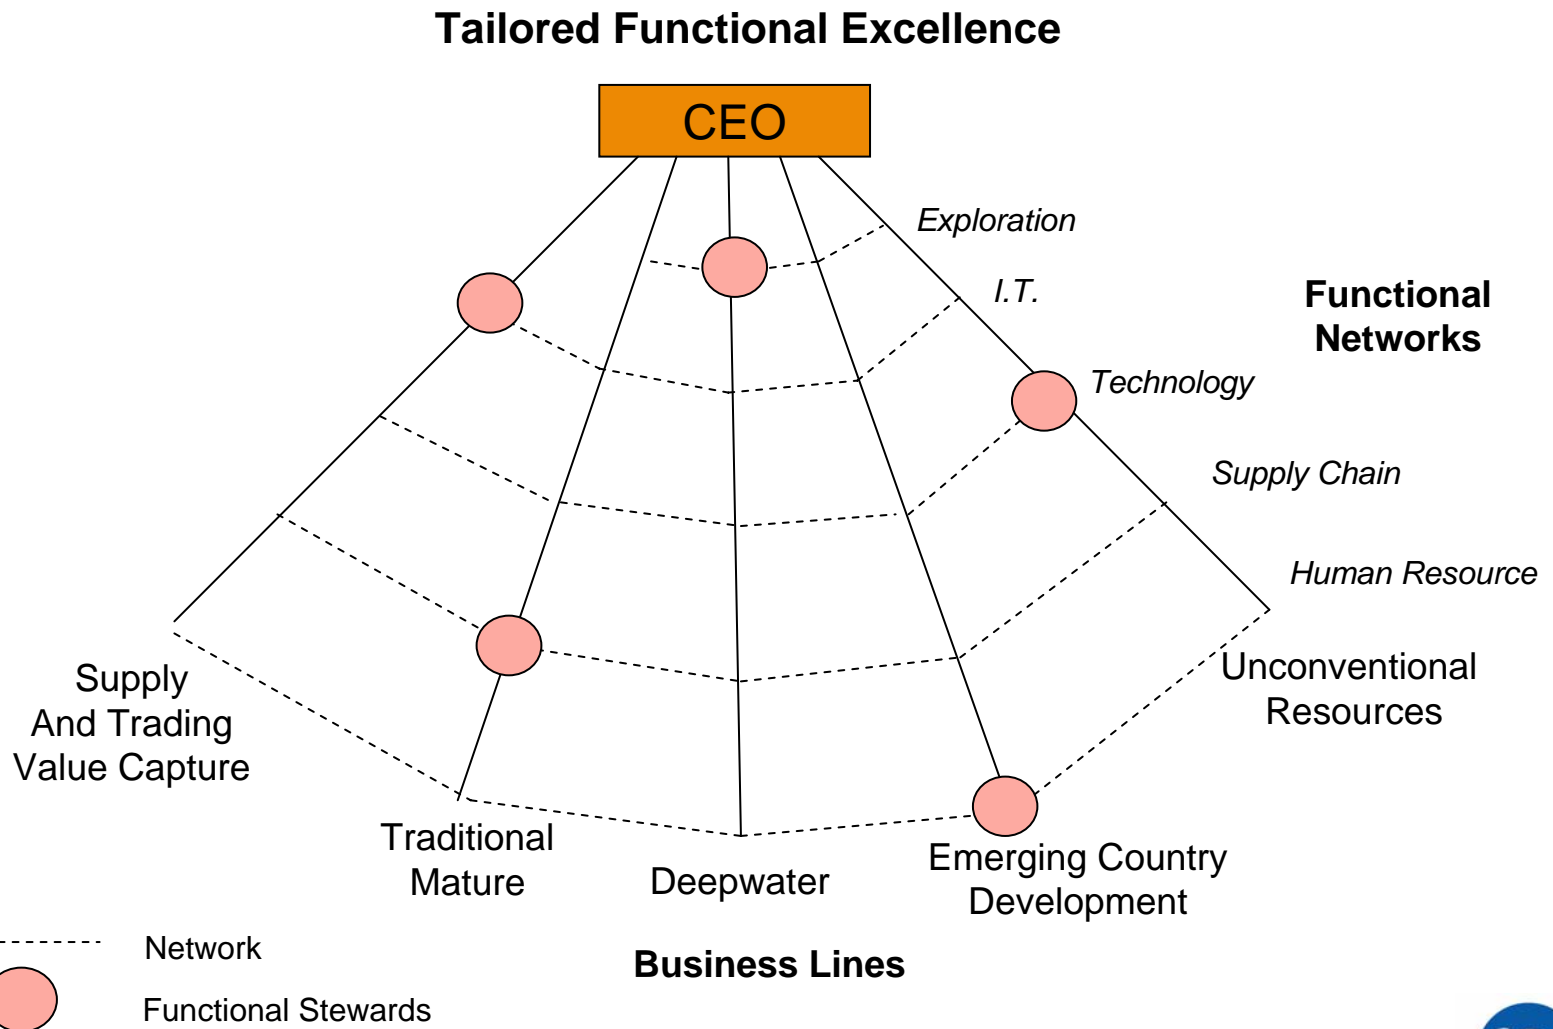 Tailored Functional Excellence
CEO
Exploration
I.T.
Functional
Networks
Technology
Supply Chain
Human Resource
Supply
And Trading
Value Capture
Unconventional
Resources
Traditional
Mature
Deepwater
Emerging Country
Development
Network
Business Lines
Functional Stewards